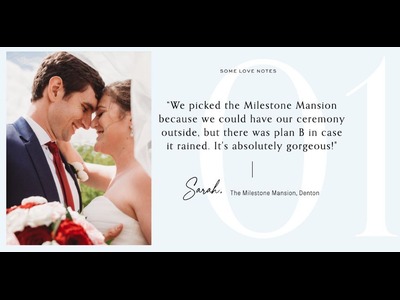 01
SOME LOVE NOTES
"We picked the Milestone Mansion
because we could have our ceremony
outside, but there was plan B in case
it rained. It's absolutely gorgeous!"
Sarah.
The Milestone Mansion, Denton